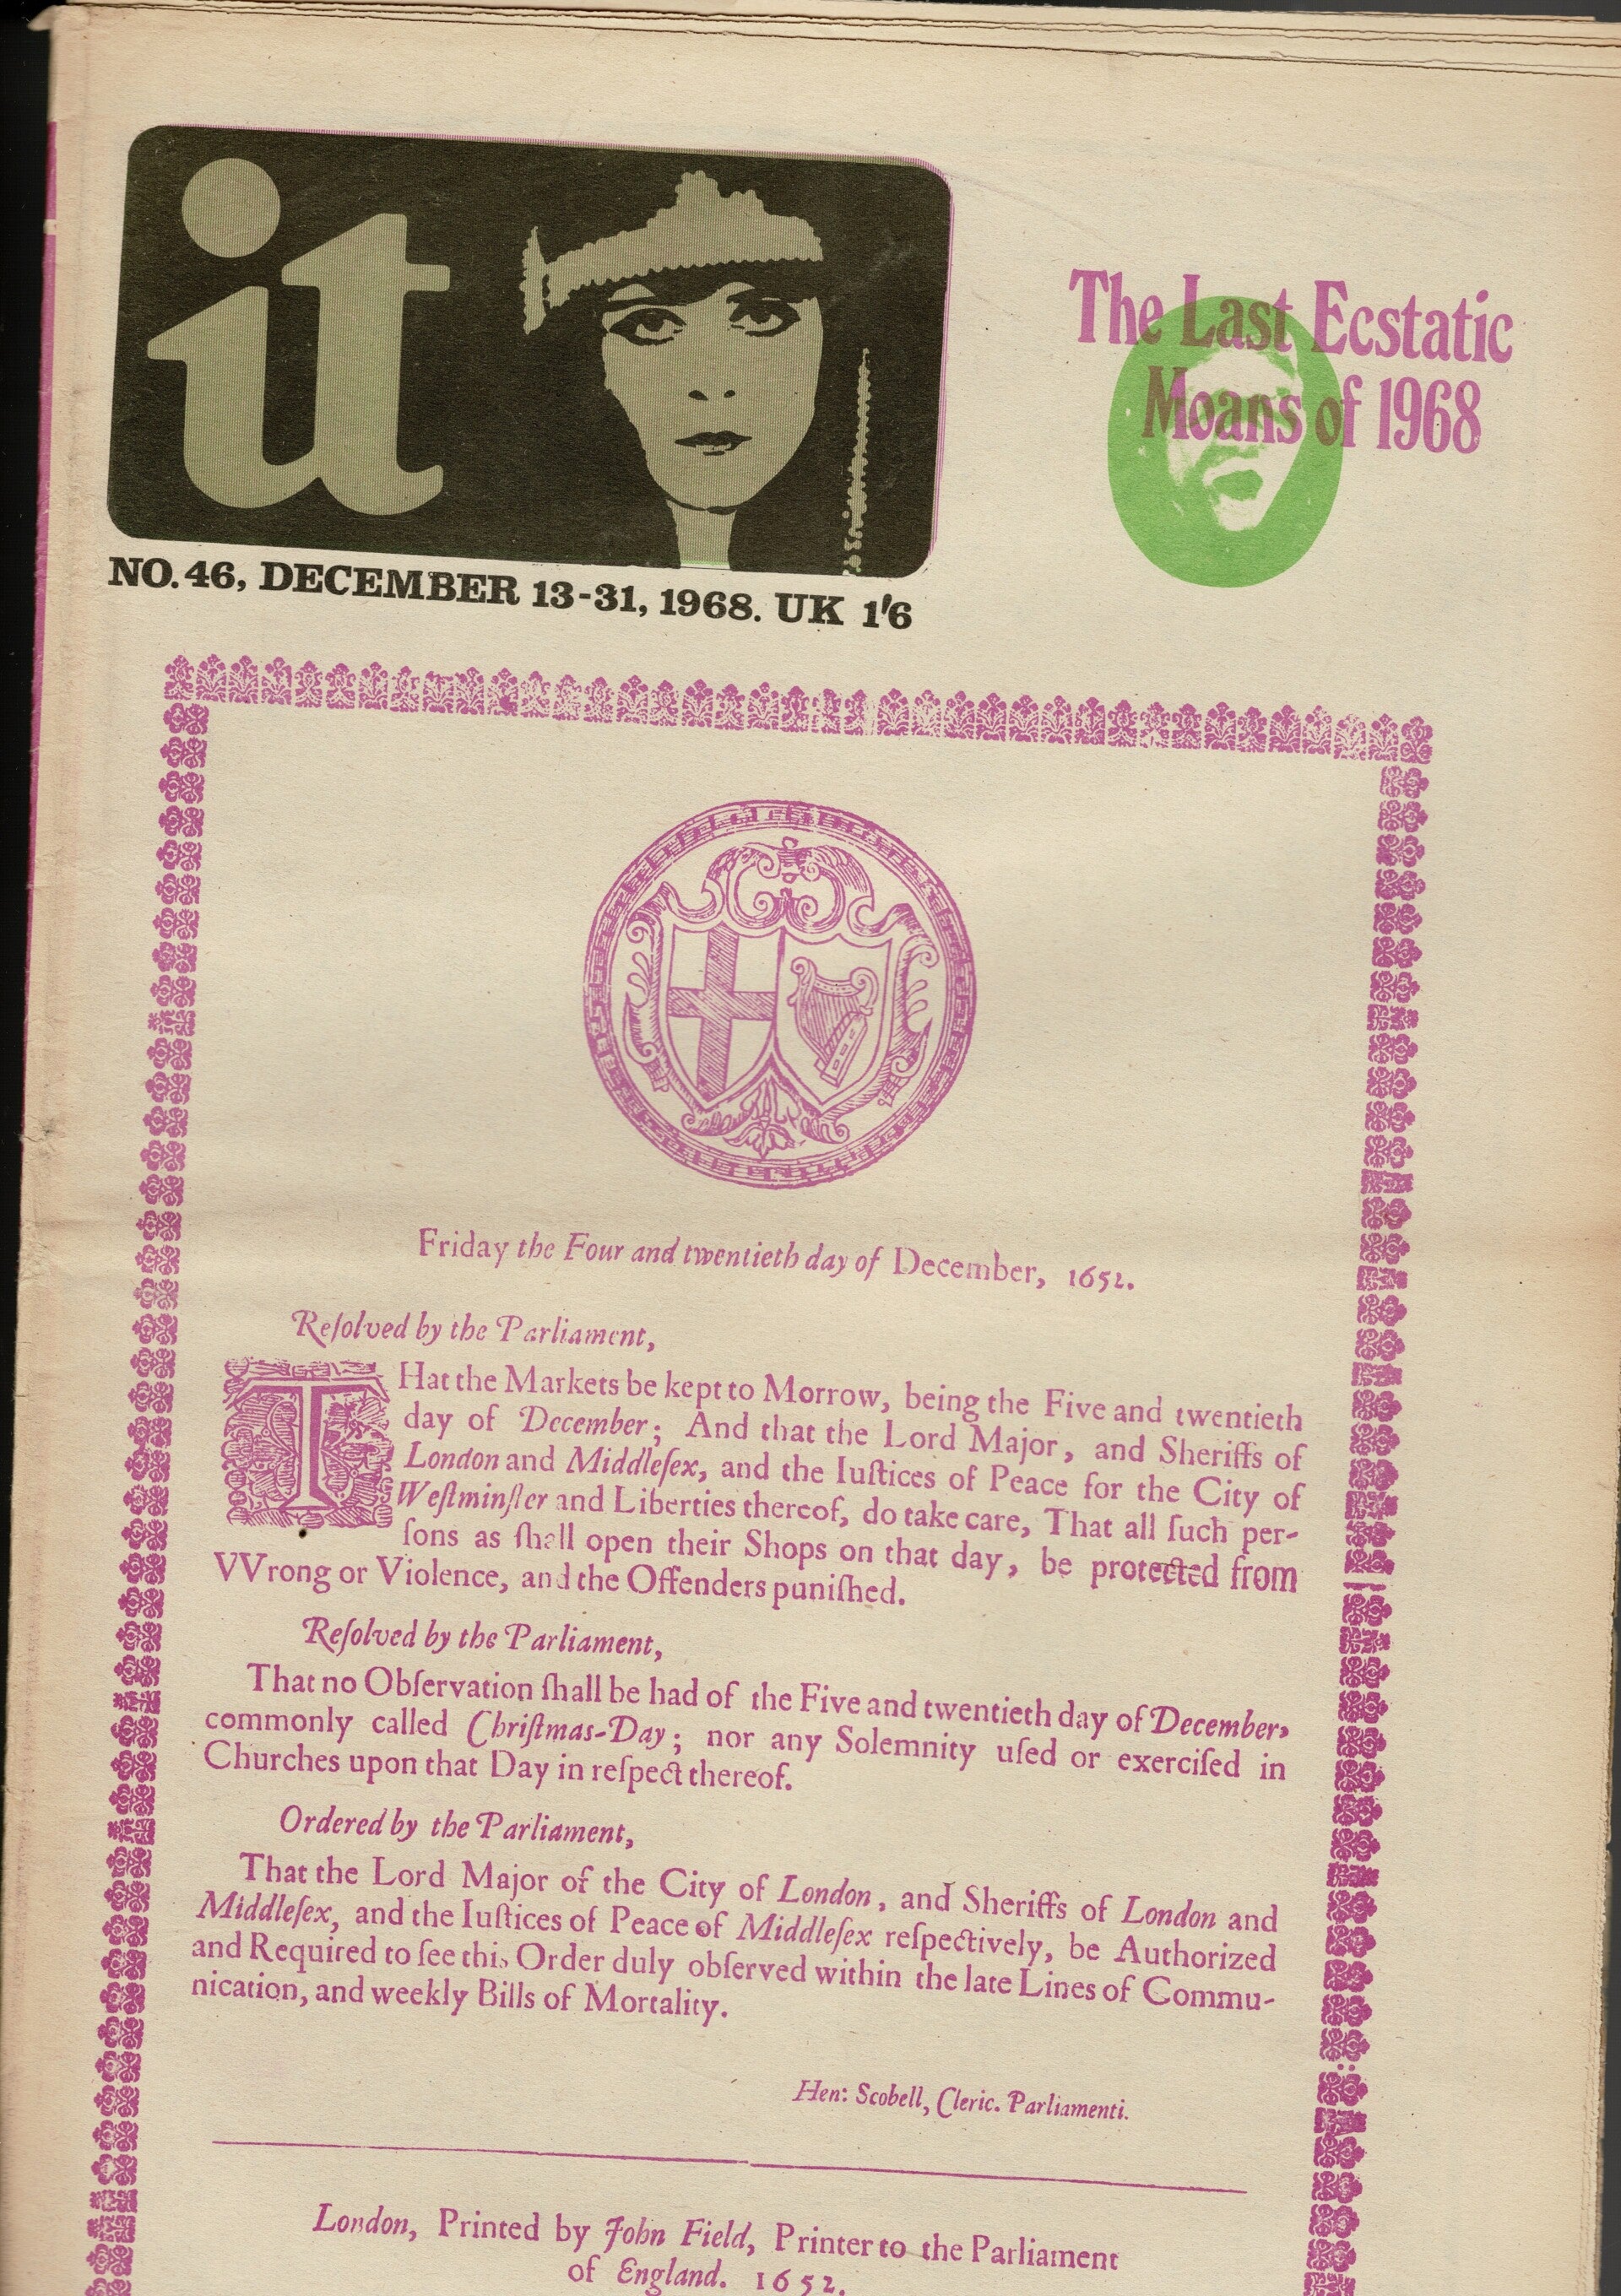 it
The Last Ecstatic
Moans of 1968
NO. 46, DECEMBER 13-31, 1968. UK 1'6
Friday the Four and twentieth day of December, 1652.
Reſolved by the Parliament,
THat the Markets be kept to Morrow, being the Five and twentieth
day of December; And that the Lord Major, and Sheriffs of
London and Middleſex, and the Iuſtices of Peace for the City of
Weſtminſter and Liberties thereof, do take care, That all ſuch per-
ſons as ſhall open their Shops on that day, be protected from
VVrong or Violence, and the Offenders puniſhed.
Reſolved by the Parliament,
That no Obſervation ſhall be had of the Five and twentieth day of December,
commonly called Chriſtmas-Day; nor any Solemnity uſed or exerciſed in
Churches upon that Day in reſpect thereof.
Ordered by the Parliament,
That the Lord Major of the City of London, and Sheriffs of London and
Middleſex, and the Iuſtices of Peace of Middleſex reſpectively, be Authorized
and Required to ſee this Order duly obſerved within the late Lines of Commu-
nication, and weekly Bills of Mortality.
Hen: Scobell, Cleric. Parliamenti.
London, Printed by John Field, Printer to the Parliament
of England. 1652.